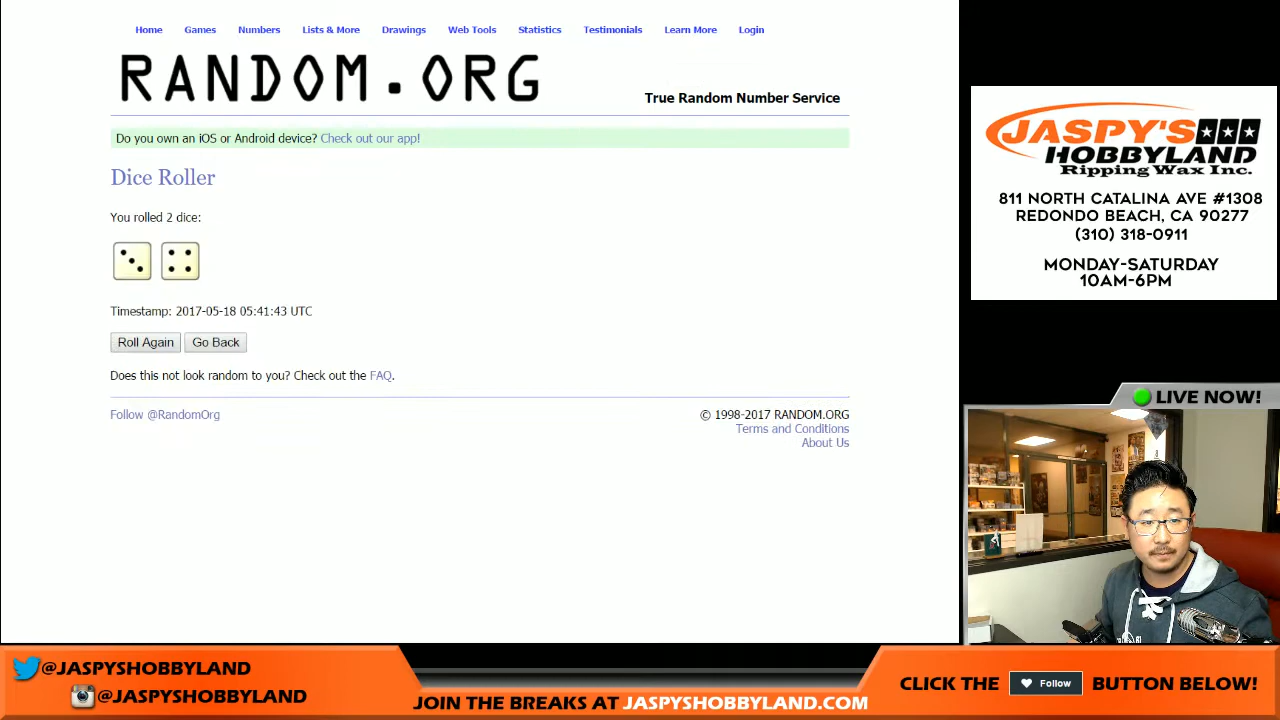 Home Games Numbers Lists & More Drawings Web Tools Statistics Testimonials Learn More Login
RANDOM.ORG
True Random Number Service
Do you own an iOS or Android device? Check out our app!
Dice Roller
You rolled 2 dice:
Timestamp: 2017-05-18 05:41:43 UTC
Roll Again Go Back
Does this not look random to you? Check out the FAQ.
Follow @RandomOrg
© 1998-2017 RANDOM.ORG
Terms and Conditions
About Us
JASPY'S
HOBBYLAND
Ripping Wax Inc.
811 NORTH CATALINA AVE #1308
REDONDO BEACH, CA 90277
(310) 318-0911
MONDAY-SATURDAY
10AM-6PM
LIVE NOW!
@JASPYSHOBBYLAND
@JASPYSHOBBYLAND
JOIN THE BREAKS AT JASPYSHOBBYLAND.COM
CLICK THE Follow BUTTON BELOW!